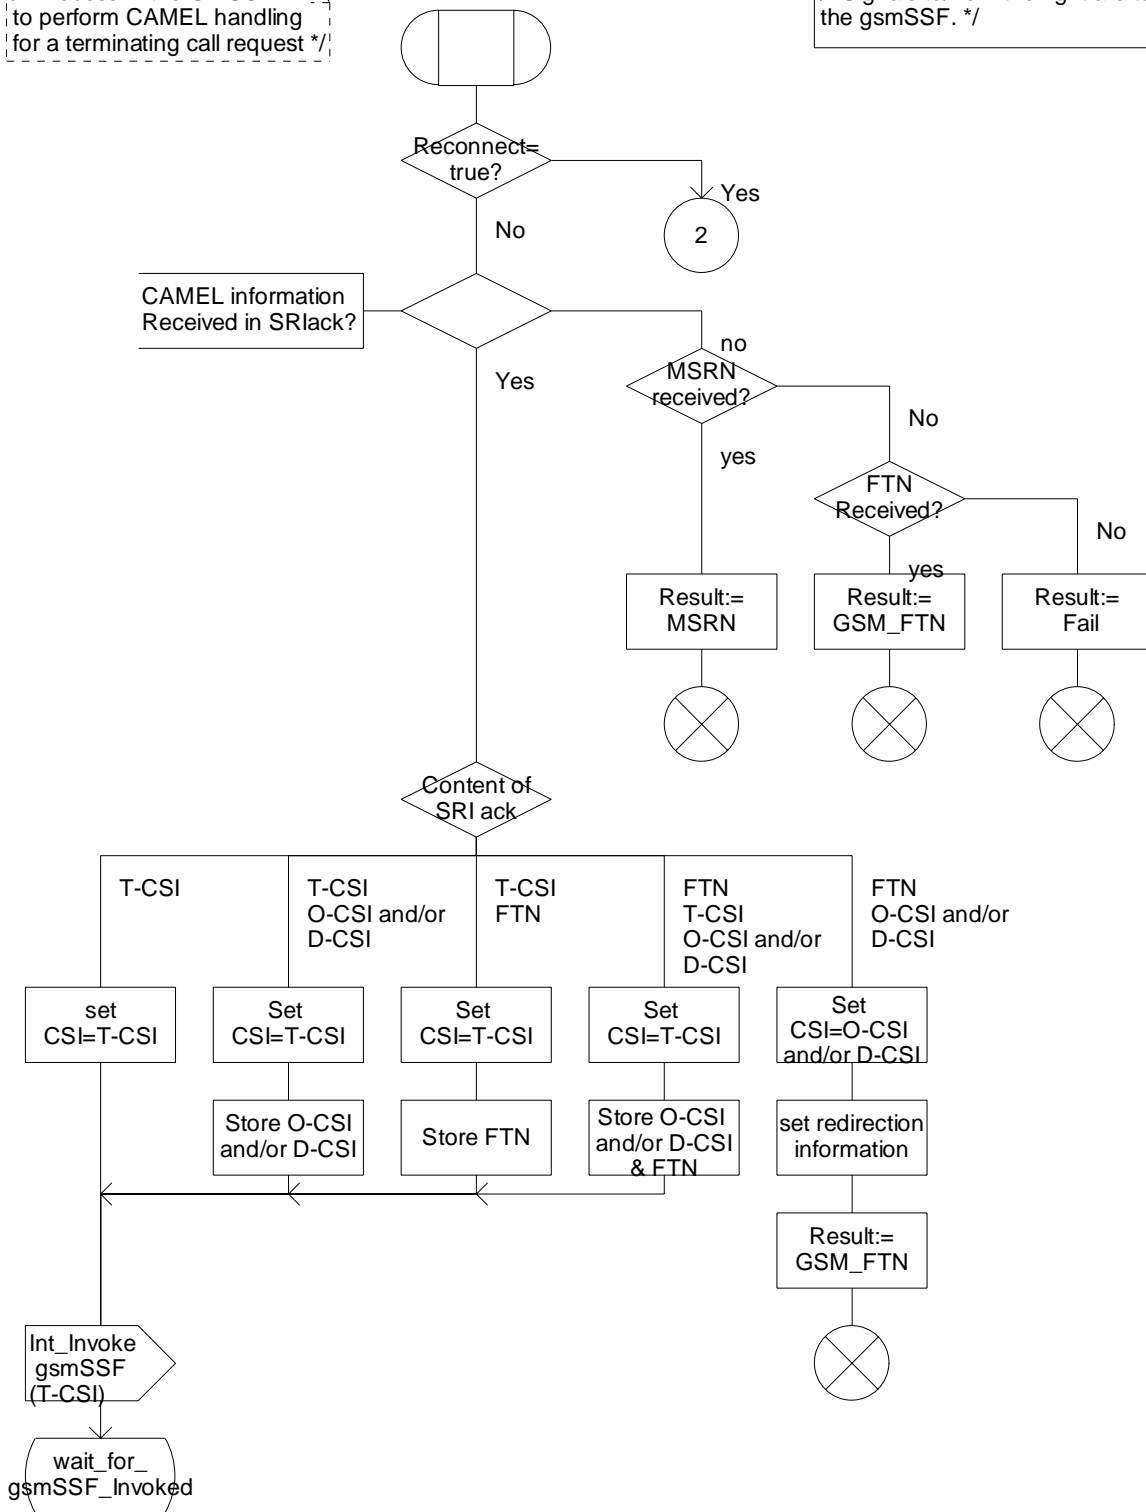 to perform CAMEL handling
for a terminating call request */
the gsmSSF. */
Reconnect=
true?
Yes
2
No
CAMEL information
Received in SRIack?
no
Yes
MSRN
received?
No
yes
FTN
Received?
No
yes
Result:=
MSRN
Result:=
GSM_FTN
Result:=
Fail
Content of
SRI ack
T-CSI
T-CSI
O-CSI and/or
D-CSI
T-CSI
FTN
FTN
T-CSI
O-CSI and/or
D-CSI
FTN
O-CSI and/or
D-CSI
set
CSI=T-CSI
Set
CSI=T-CSI
Set
CSI=T-CSI
Set
CSI=T-CSI
Set
CSI=O-CSI
and/or D-CSI
Store O-CSI
and/or D-CSI
Store FTN
Store O-CSI
and/or D-CSI
& FTN
set redirection
information
Result:=
GSM_FTN
Int_Invoke
gsmSSF
(T-CSI)
wait_for_
gsmSSF_Invoked